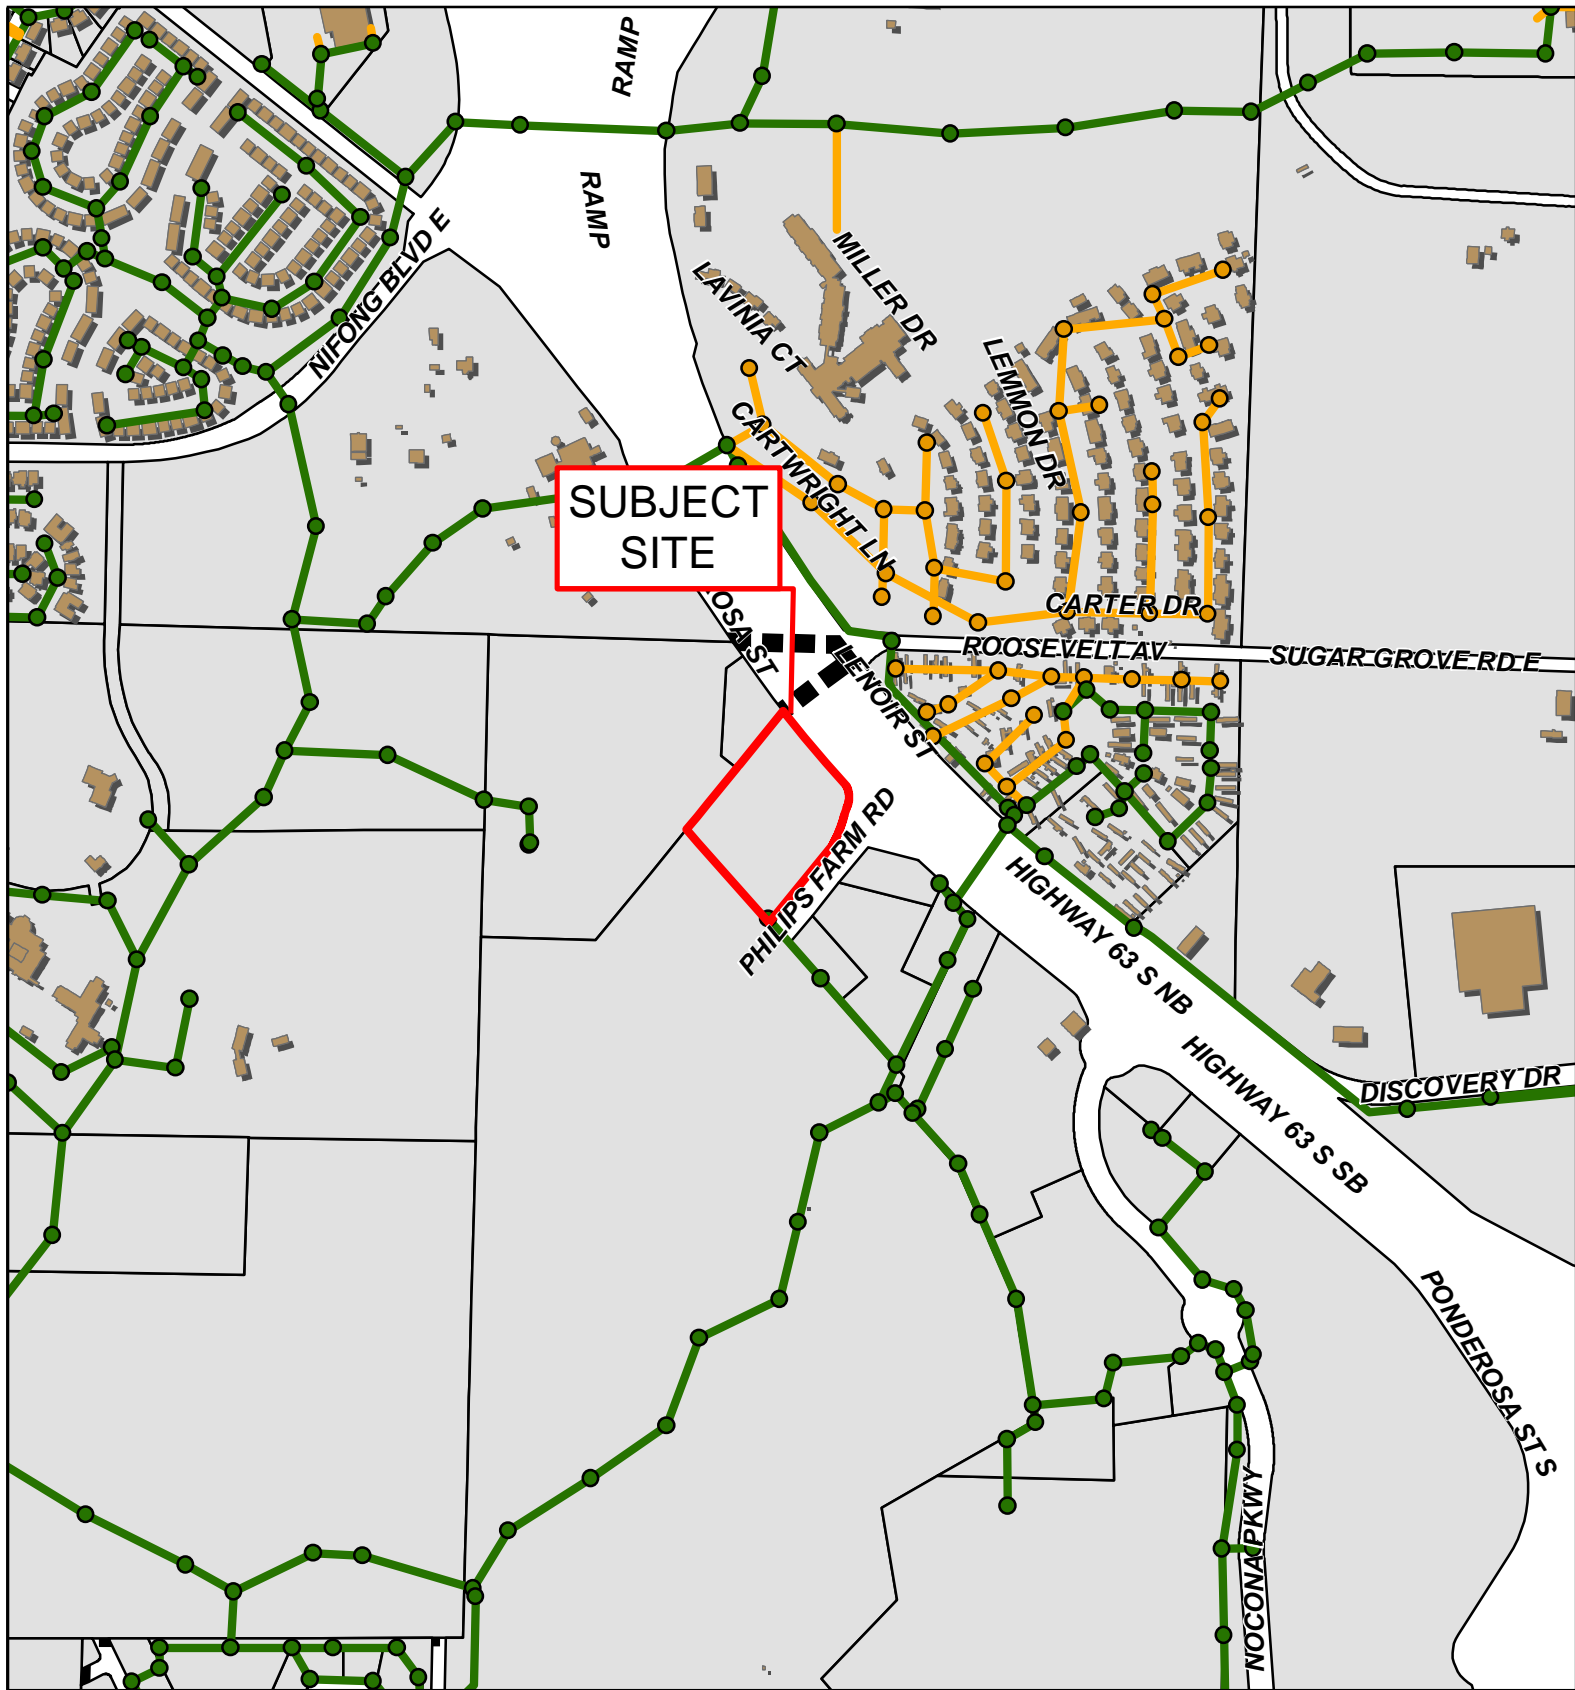 RAMP
RAMP
NIFONG BLVD E
MILLER DR
LAVINIA CT
LEMMON DR
CARTWRIGHT LN
SUBJECT
SITE
OSA ST
CARTER DR
ROOSEVELT AV
SUGAR GROVE RD E
LENOIR ST
PHILIPS FARM RD
HIGHWAY 63 S NB
HIGHWAY 63 S SB
DISCOVERY DR
PONDEROSA ST S
NOCONA PKWY